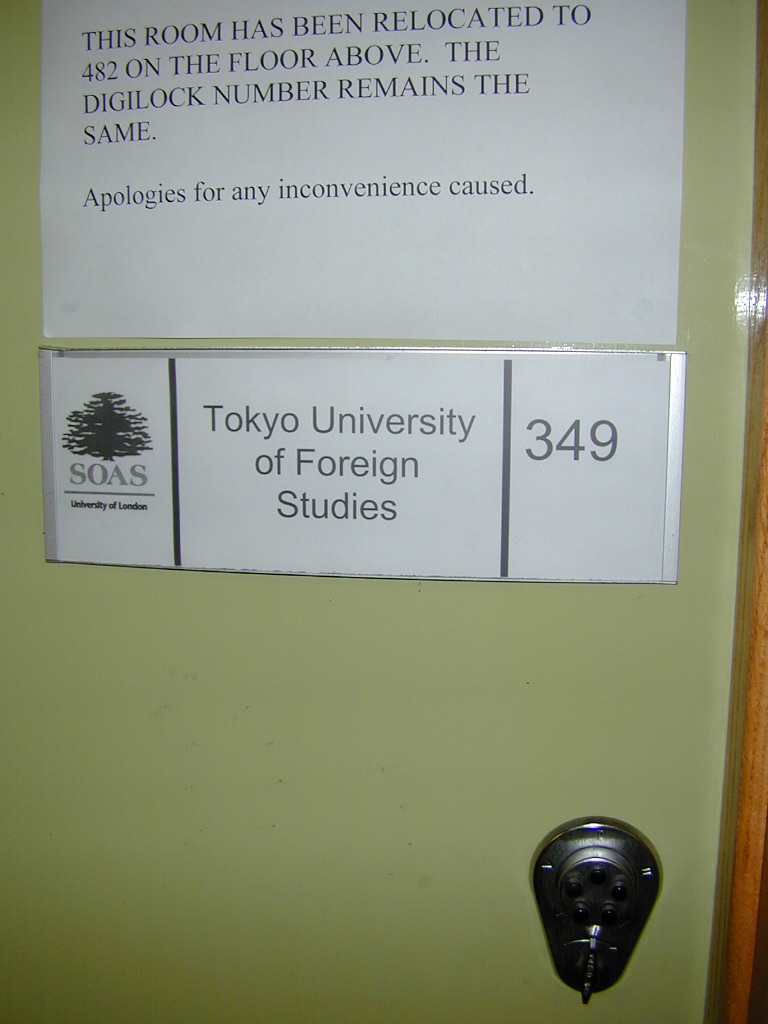 THIS ROOM HAS BEEN RELOCATED TO
482 ON THE FLOOR ABOVE. THE
DIGILOCK NUMBER REMAINS THE
SAME.
Apologies for any inconvenience caused.
SOAS
University of London
Tokyo University
of Foreign
Studies
349